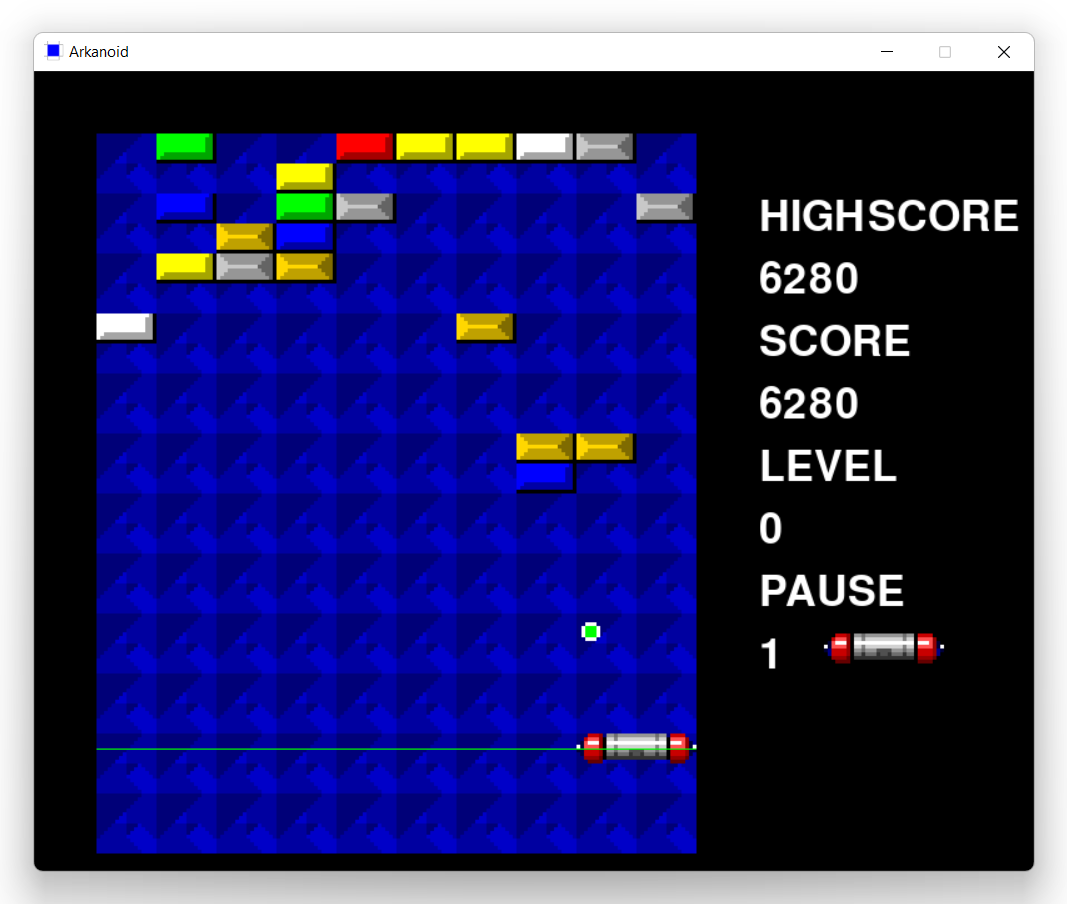 Arkanoid
HIGHSCORE
6280
SCORE
6280
LEVEL
0
PAUSE
1